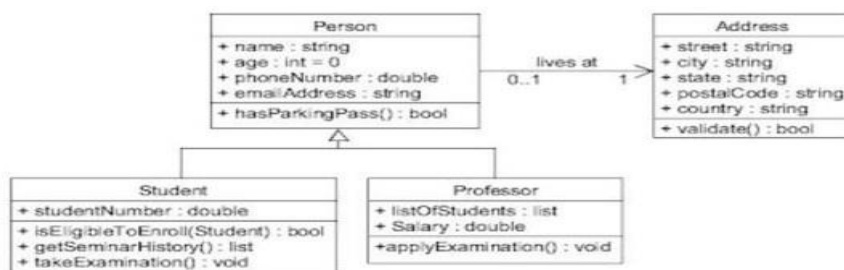 Person
+ name : string
+ age : int = 0
+ phoneNumber : double
+ emailAddress : string
+ hasParkingPass() : bool
lives at
0..1
1
Address
+ street : string
+ city : string
+ state : string
+ postalCode : string
+ country : string
+ validate() : bool
Student
+ studentNumber : double
+ isEligibleToEnroll(Student) : bool
+ getSeminarHistory() : list
+ takeExamination() : void
Professor
+ listOfStudents : list
+ Salary : double
+applyExamination() : void